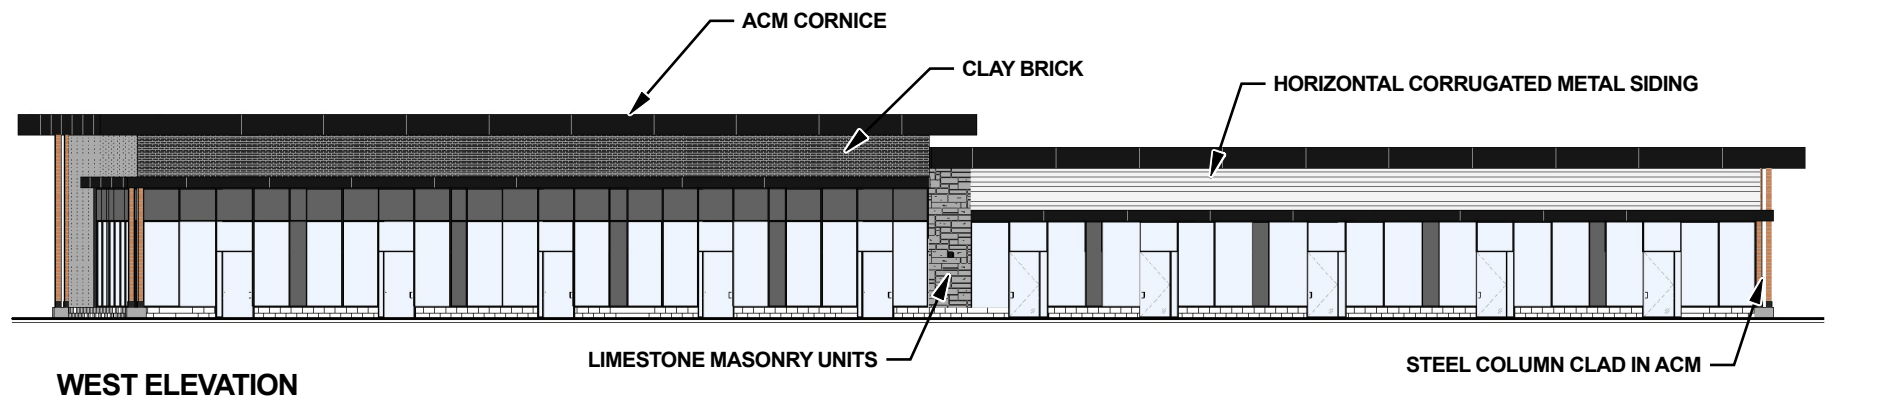 ACM CORNICE
CLAY BRICK
HORIZONTAL CORRUGATED METAL SIDING
LIMESTONE MASONRY UNITS
STEEL COLUMN CLAD IN ACM
WEST ELEVATION